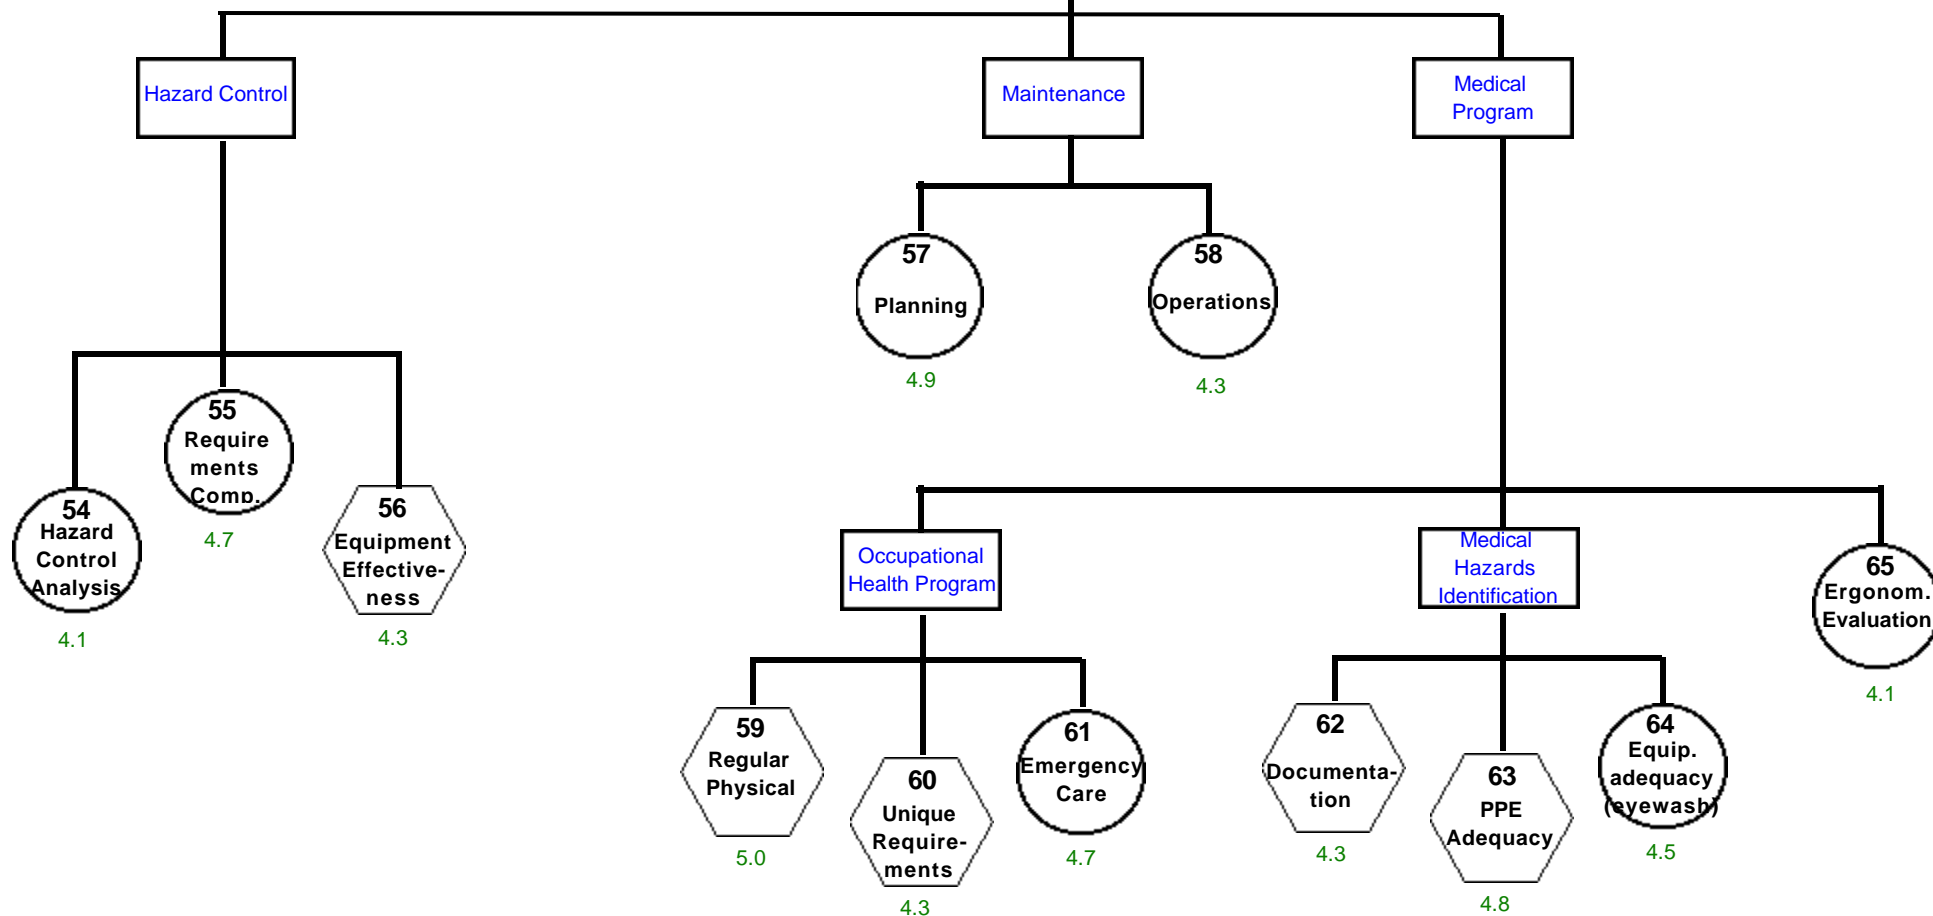 Hazard Control
Maintenance
Medical
Program
57
Planning
4.9
58
Operations
4.3
54
Hazard
Control
Analysis
4.1
55
Require
ments
Comp.
4.7
56
Equipment
Effective-
ness
4.3
Occupational
Health Program
Medical
Hazards
Identification
65
Ergonom.
Evaluation
4.1
59
Regular
Physical
5.0
60
Unique
Require-
ments
4.3
61
Emergency
Care
4.7
62
Documenta-
tion
4.3
63
PPE
Adequacy
4.8
64
Equip.
adequacy
(eyewash)
4.5